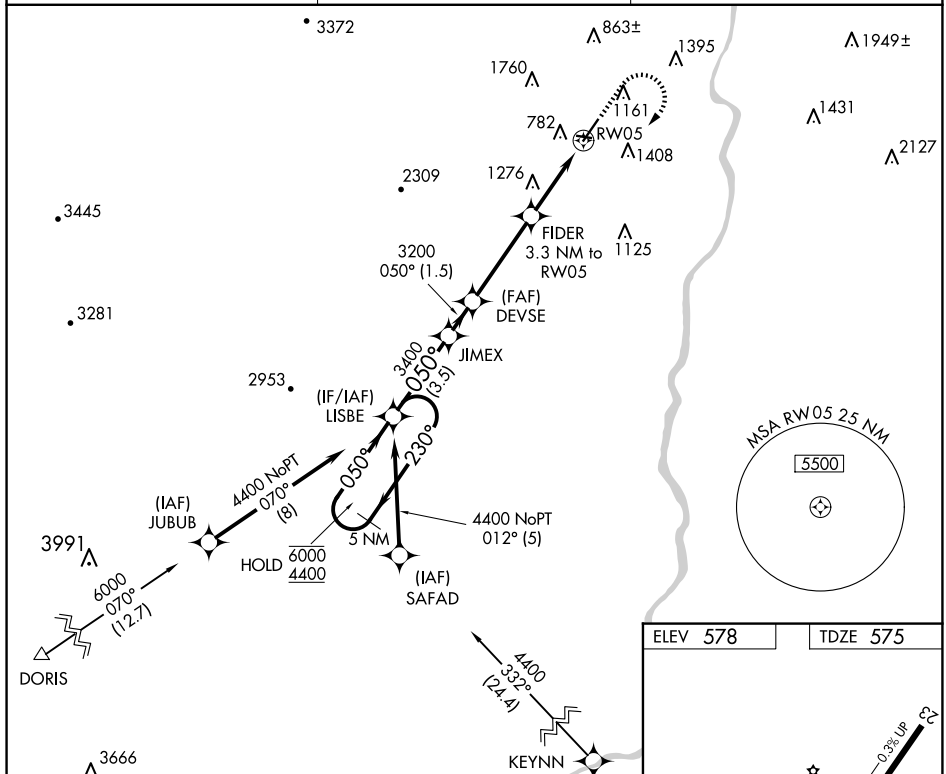 3372
863±
1395
1949±
1760
1161
1431
782
RW05
1408
2127
2309
1276
3445
FIDER
3.3 NM to
RW05
1125
3200
050° (1.5)
(FAF)
DEVSE
3281
JIMEX
3400
050°
(3.5)
2953
(IF/IAF)
LISBE
050°
230°
MSA RW05 25 NM
5500
4400 NoPT
070°
(8)
(IAF)
JUBUB
5 NM
4400 NoPT
012° (5)
3991
HOLD 6000
4400
(IAF)
SAFAD
6000
070°
(12.7)
DORIS
ELEV 578
TDZE 575
4400
332°
(24.4)
23
0.3% UP
3666
KEYNN